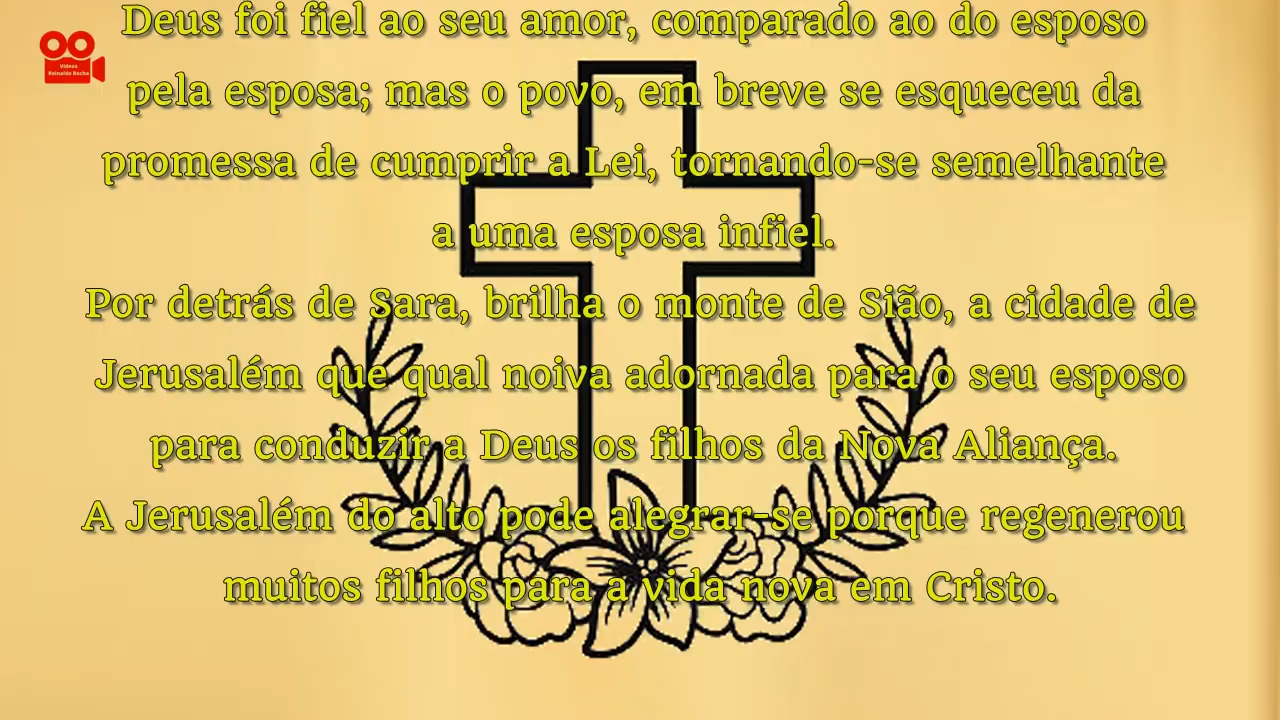 Deus foi fiel ao seu amor, comparado ao do esposo
pela esposa; mas o povo, em breve se esqueceu da
promessa de cumprir a Lei, tornando-se semelhante
a uma esposa infiel.
Por detrás de Sara, brilha o monte de Sião, a cidade de
Jerusalém que qual noiva adornada para o seu esposo
para conduzir a Deus os filhos da Nova Aliança.
A Jerusalém do alto pode alegrar-se porque regenerou
muitos filhos para a vida nova em Cristo.
Vídeos
Reinaldo Rocha